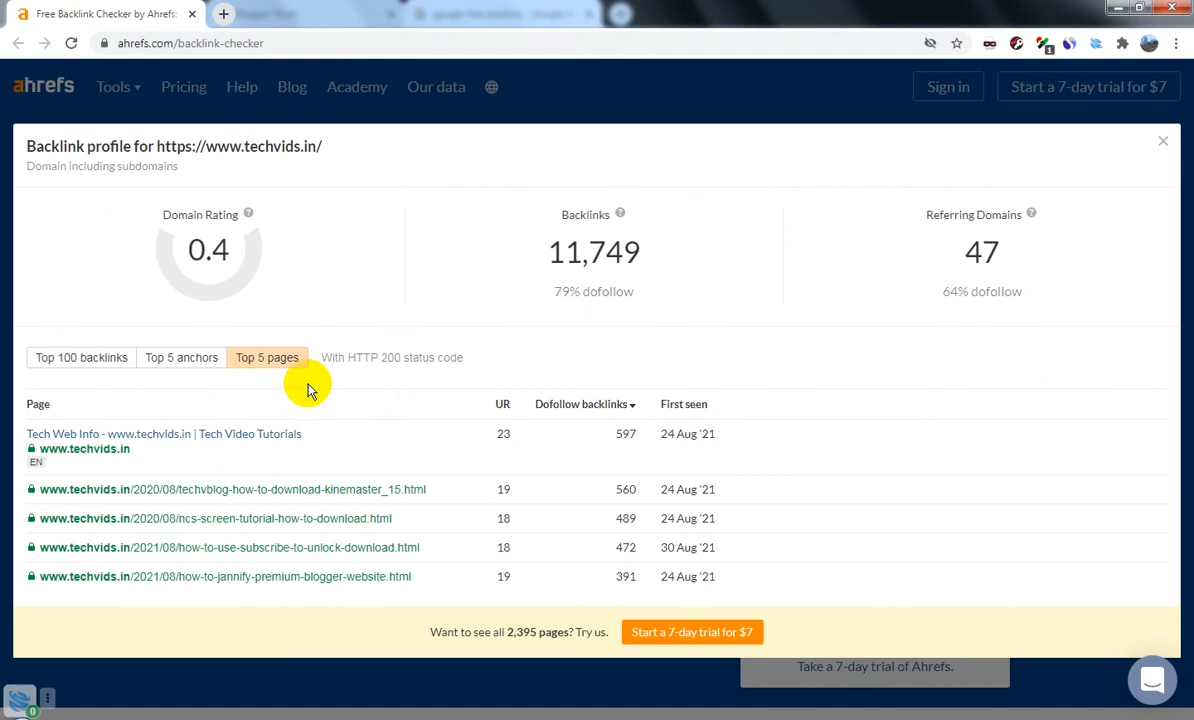 Free Backlink Checker by Ahrefs:
ahrefs.com/backlink-checker
1
ahrefs
Tools
Pricing
Help
Blog
Academy
Our data
Sign in
Start a 7-day trial for $7
Backlink profile for https://www.techvids.in/
Domain including subdomains
Domain Rating
Backlinks
Referring Domains
0.4
11,749
47
79% dofollow
64% dofollow
Top 100 backlinks
Top 5 anchors
Top 5 pages
With HTTP 200 status code
Page UR Dofollow backlinks First seen
Tech Web Info - www.techvids.in | Tech Video Tutorials 23 597 24 Aug '21
www.techvids.in
EN
www.techvids.in/2020/08/techvblog-how-to-download-kinemaster_15.html 19 560 24 Aug '21
www.techvids.in/2020/08/ncs-screen-tutorial-how-to-download.html 18 489 24 Aug '21
www.techvids.in/2021/08/how-to-use-subscribe-to-unlock-download.html 18 472 30 Aug '21
www.techvids.in/2021/08/how-to-jannify-premium-blogger-website.html 19 391 24 Aug '21
Want to see all 2,395 pages? Try us.
Start a 7-day trial for $7
Take a 7-day trial of Ahrefs.
0